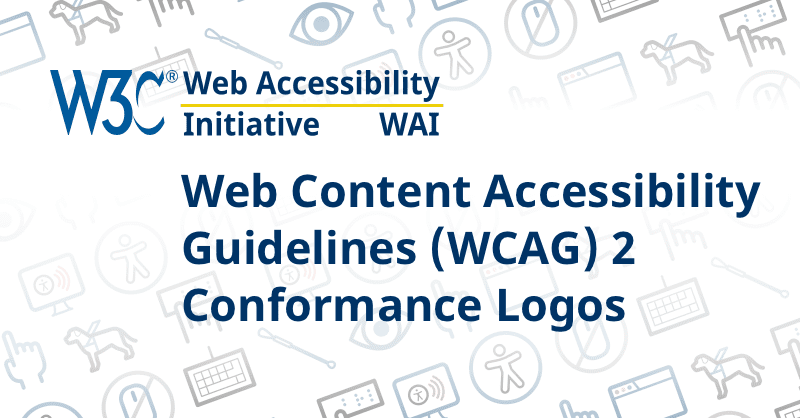 W3C® Web Accessibility
Initiative WAI
Web Content Accessibility
Guidelines (WCAG) 2
Conformance Logos